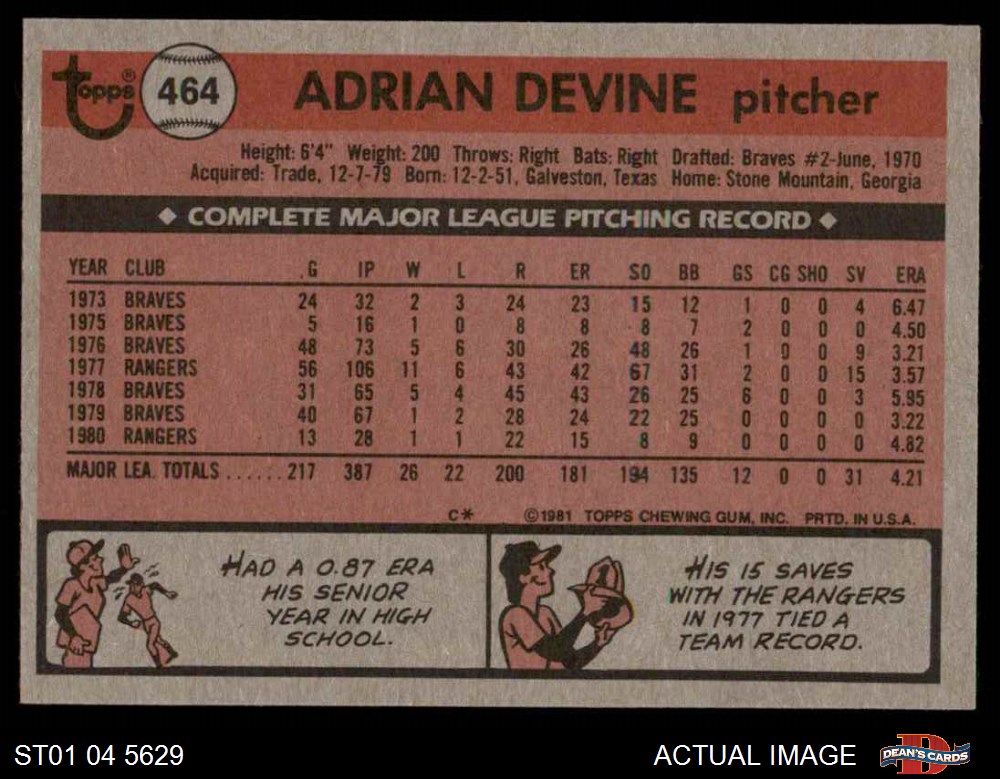 topps® 464 ADRIAN DEVINE pitcher
Height: 6'4" Weight: 200 Throws: Right Bats: Right Drafted: Braves #2-June, 1970
Acquired: Trade, 12-7-79 Born: 12-2-51, Galveston, Texas Home: Stone Mountain, Georgia
◆ COMPLETE MAJOR LEAGUE PITCHING RECORD ◆
YEAR CLUB G IP W L R ER SO BB GS CG SHO SV ERA
1973 BRAVES 24 32 2 3 24 23 15 12 1 0 0 4 6.47
1975 BRAVES 5 16 1 0 8 8 8 7 2 0 0 0 4.50
1976 BRAVES 48 73 5 6 30 26 48 26 1 0 0 9 3.21
1977 RANGERS 56 106 11 6 43 42 67 31 2 0 0 15 3.57
1978 BRAVES 31 65 5 4 45 43 26 25 6 0 0 3 5.95
1979 BRAVES 40 67 1 2 28 24 22 25 0 0 0 0 3.22
1980 RANGERS 13 28 1 1 22 15 8 9 0 0 0 0 4.82
MAJOR LEA. TOTALS ...... 217 387 26 22 200 181 194 135 12 0 0 31 4.21
C* ©1981 TOPPS CHEWING GUM, INC. PRTD. IN U.S.A.
HAD A 0.87 ERA
HIS SENIOR
YEAR IN HIGH
SCHOOL.
HIS 15 SAVES
WITH THE RANGERS
IN 1977 TIED A
TEAM RECORD.
ST01 04 5629 ACTUAL IMAGE DEAN'S CARDS